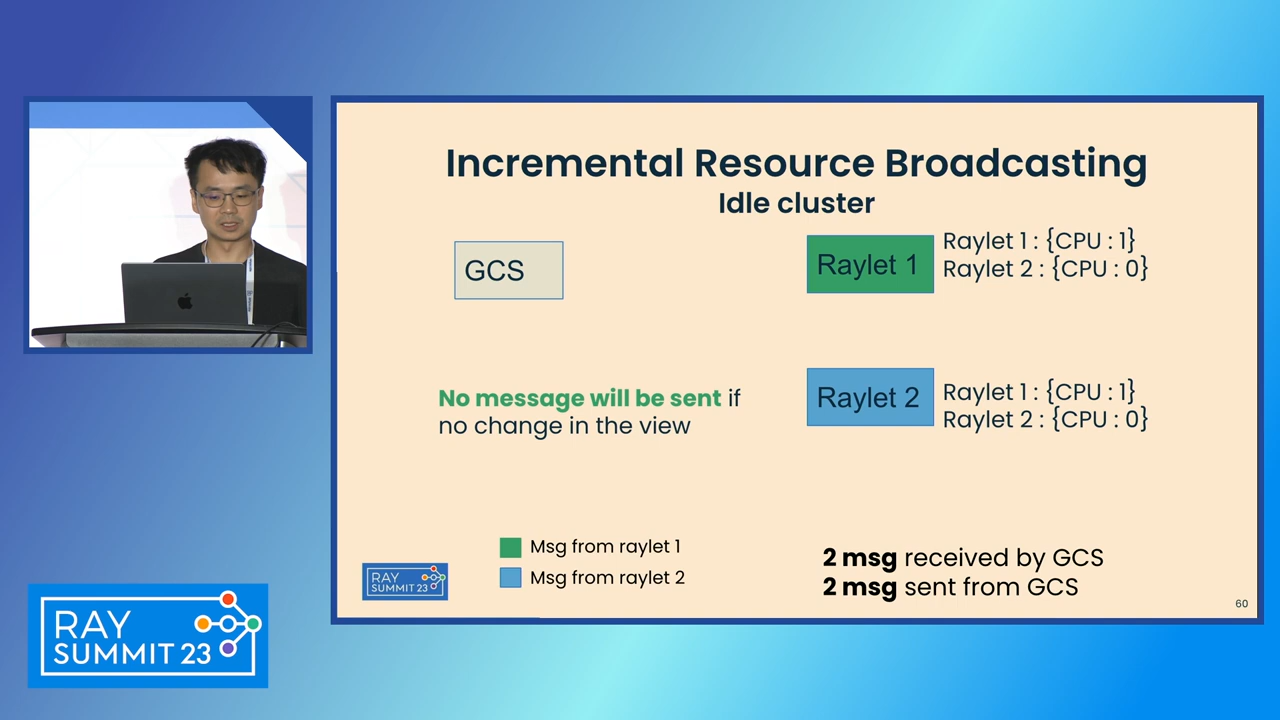 Incremental Resource Broadcasting
Idle cluster
GCS
Raylet 1
Raylet 1 : {CPU : 1}
Raylet 2 : {CPU : 0}
No message will be sent if
no change in the view
Raylet 2
Raylet 1 : {CPU : 1}
Raylet 2 : {CPU : 0}
Msg from raylet 1
Msg from raylet 2
2 msg received by GCS
2 msg sent from GCS
RAY
SUMMIT 23
60
RAY
SUMMIT 23